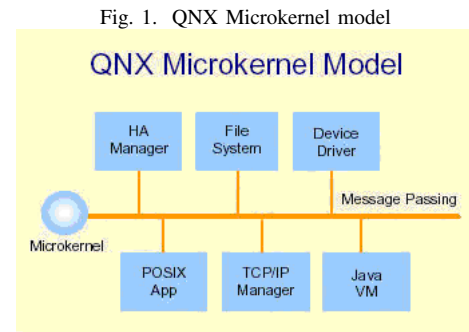 Fig. 1. QNX Microkernel model
QNX Microkernel Model
HA
Manager
File
System
Device
Driver
Message Passing
Microkernel
POSIX
App
TCP/IP
Manager
Java
VM